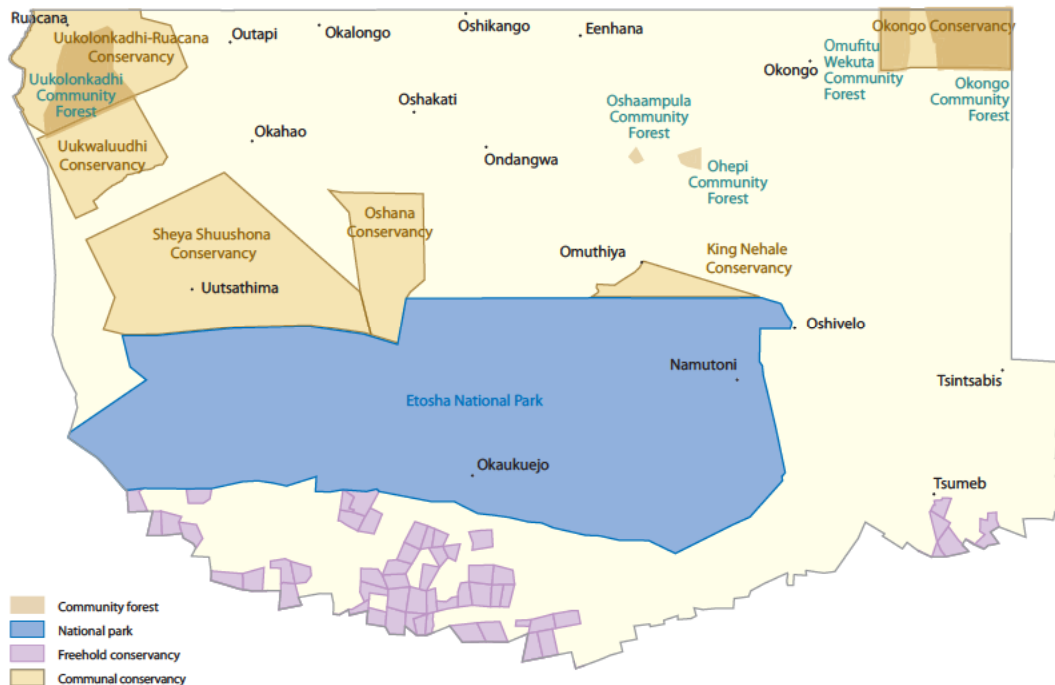 Ruacana
Uukolonkadhi-Ruacana
Conservancy
Uukolonkadhi
Community
Forest
Uukwaluudhi
Conservancy
Outapi
Okalongo
Oshikango
Eenhana
Okongo Conservancy
Omufitu
Wekuta
Community
Forest
Okongo
Okongo
Community
Forest
Oshakati
Oshaampula
Community
Forest
Okahao
Ondangwa
Ohepi
Community
Forest
Sheya Shuushona
Conservancy
Oshana
Conservancy
Omuthiya
King Nehale
Conservancy
Uutsathima
Oshivelo
Namutoni
Tsintsabis
Etosha National Park
Okaukuejo
Tsumeb
Community forest
National park
Freehold conservancy
Communal conservancy